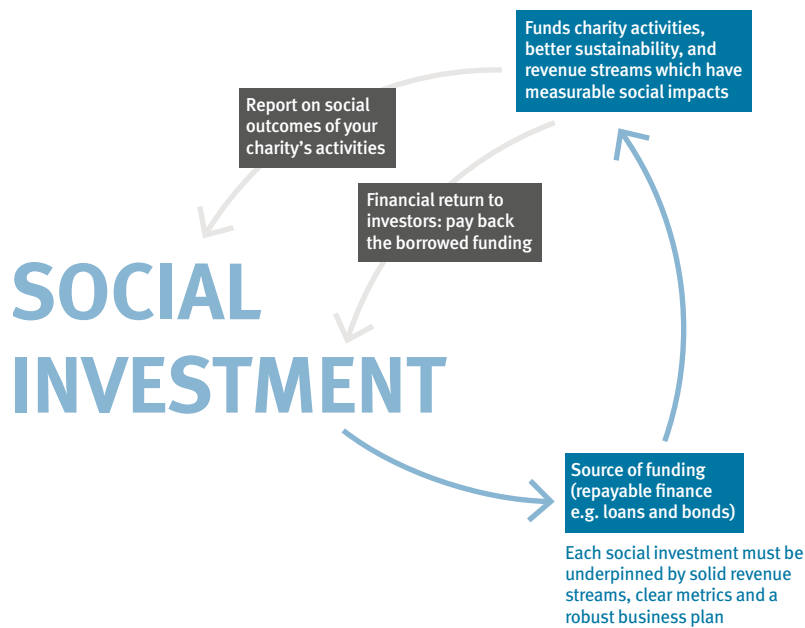 Funds charity activities,
better sustainability, and
revenue streams which have
measurable social impacts
Report on social
outcomes of your
charity’s activities
Financial return to
investors: pay back
the borrowed funding
SOCIAL
INVESTMENT
Source of funding
(repayable finance
e.g. loans and bonds)
Each social investment must be
underpinned by solid revenue
streams, clear metrics and a
robust business plan